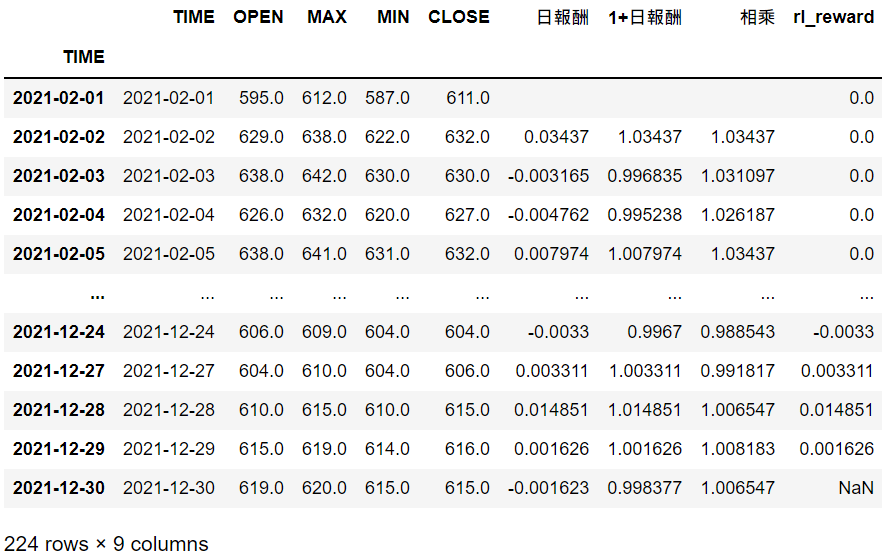 TIME OPEN MAX MIN CLOSE 日報酬 1+日報酬 相乘 rl_reward
TIME
2021-02-01 2021-02-01 595.0 612.0 587.0 611.0 0.0
2021-02-02 2021-02-02 629.0 638.0 622.0 632.0 0.03437 1.03437 1.03437 0.0
2021-02-03 2021-02-03 638.0 642.0 630.0 630.0 -0.003165 0.996835 1.031097 0.0
2021-02-04 2021-02-04 626.0 632.0 620.0 627.0 -0.004762 0.995238 1.026187 0.0
2021-02-05 2021-02-05 638.0 641.0 631.0 632.0 0.007974 1.007974 1.03437 0.0
... ... ... ... ... ... ... ... ... ...
2021-12-24 2021-12-24 606.0 609.0 604.0 604.0 -0.0033 0.9967 0.988543 -0.0033
2021-12-27 2021-12-27 604.0 610.0 604.0 606.0 0.003311 1.003311 0.991817 0.003311
2021-12-28 2021-12-28 610.0 615.0 610.0 615.0 0.014851 1.014851 1.006547 0.014851
2021-12-29 2021-12-29 615.0 619.0 614.0 616.0 0.001626 1.001626 1.008183 0.001626
2021-12-30 2021-12-30 619.0 620.0 615.0 615.0 -0.001623 0.998377 1.006547 NaN
224 rows × 9 columns